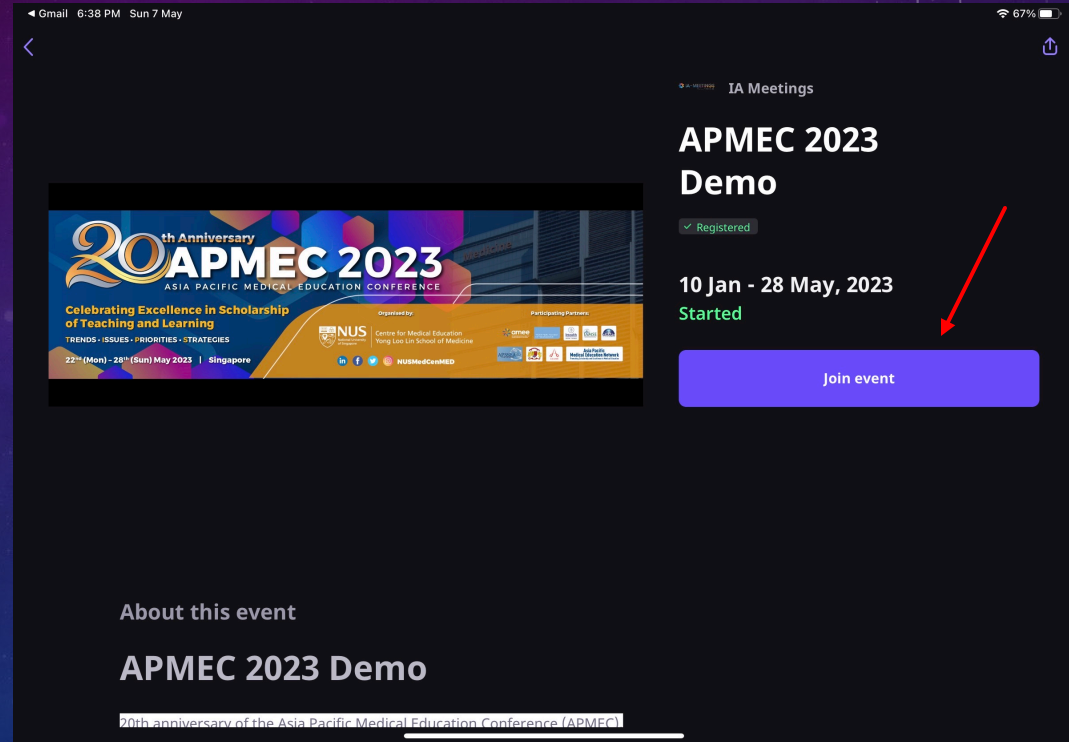 ◀ Gmail 6:38 PM Sun 7 May
67%
IA Meetings
APMEC 2023
Demo
✓ Registered
10 Jan - 28 May, 2023
Started
Join event
20th Anniversary
APMEC 2023
ASIA PACIFIC MEDICAL EDUCATION CONFERENCE
Celebrating Excellence in Scholarship
of Teaching and Learning
TRENDS • ISSUES • PRIORITIES • STRATEGIES
22nd (Mon) – 28th (Sun) May 2023 | Singapore
Organised by:
NUS
National University
of Singapore
Centre for Medical Education
Yong Loo Lin School of Medicine
NUSMedCenMED
Participating Partners:
amee
Asia Pacific
Medical Education Network
About this event
APMEC 2023 Demo
20th anniversary of the Asia Pacific Medical Education Conference (APMEC)